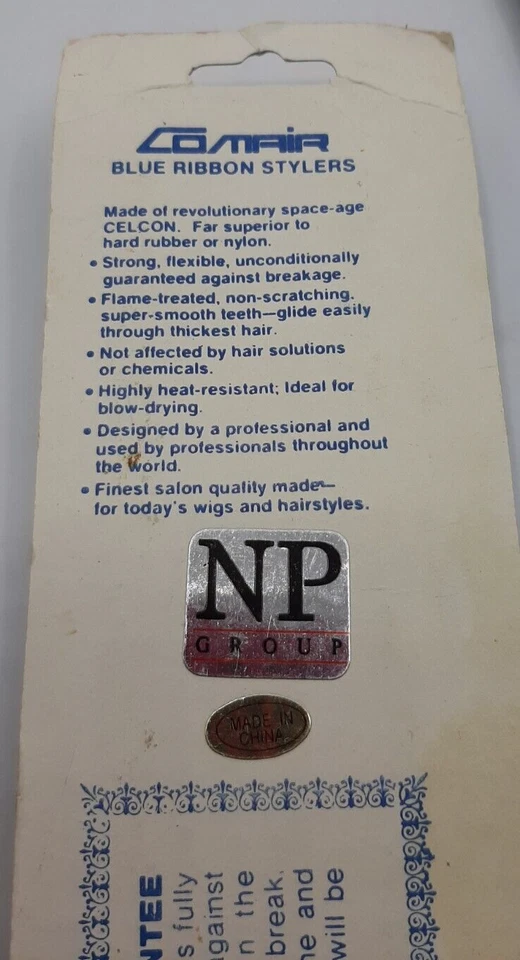 COMAIR
BLUE RIBBON STYLERS
Made of revolutionary space-age
CELCON. Far superior to
hard rubber or nylon.
• Strong, flexible, unconditionally
guaranteed against breakage.
• Flame-treated, non-scratching.
super-smooth teeth—glide easily
through thickest hair.
• Not affected by hair solutions
or chemicals.
• Highly heat-resistant; Ideal for
blow-drying.
• Designed by a professional and
used by professionals throughout
the world.
• Finest salon quality made—
for today's wigs and hairstyles.
NP
GROUP
MADE IN
CHINA
NTEE
s fully
against
n the
break.
ne and
will be